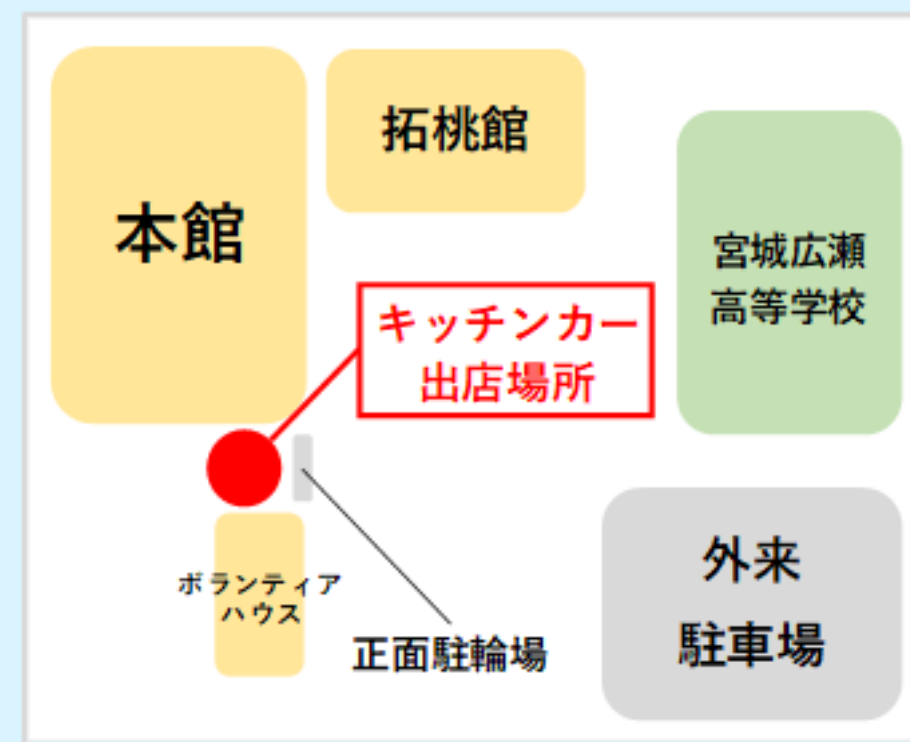 本館
拓桃館
宮城広瀬
高等学校
キッチンカー
出店場所
ボランティア
ハウス
正面駐輪場
外来
駐車場